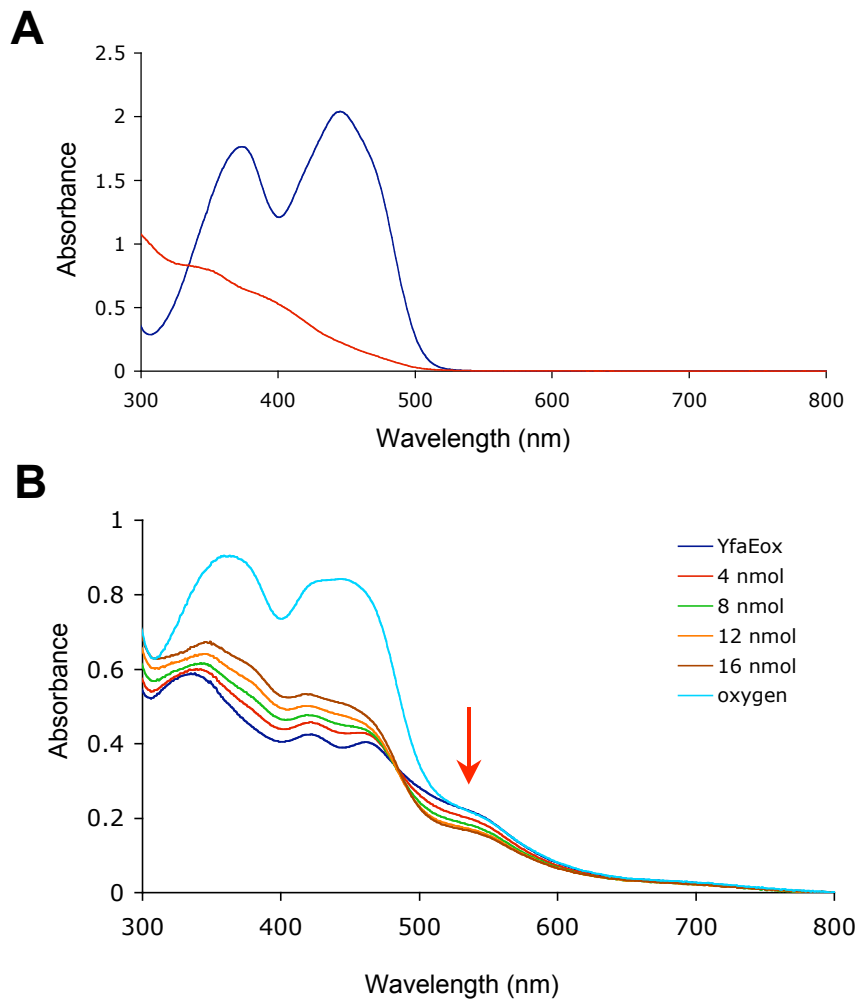 A
2.5
2
1.5
1
0.5
0
Absorbance
300 400 500 600 700 800
Wavelength (nm)
B
1
0.8
0.6
0.4
0.2
0
Absorbance
YfaEox
4 nmol
8 nmol
12 nmol
16 nmol
oxygen
300 400 500 600 700 800
Wavelength (nm)